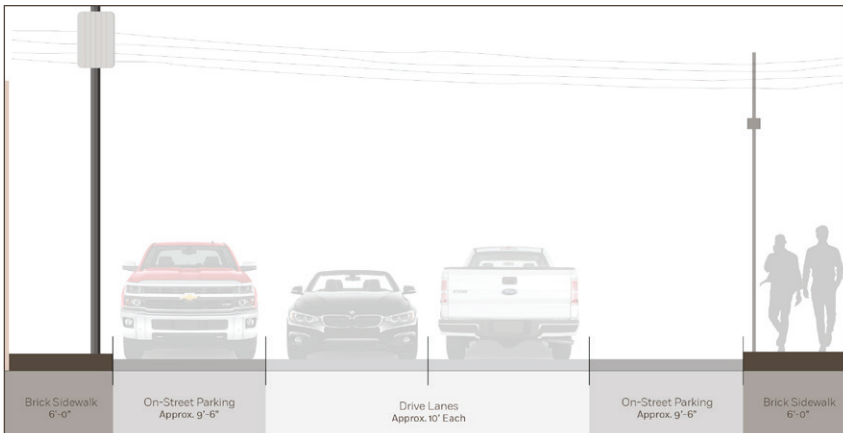 Brick Sidewalk
6'-0"
On-Street Parking
Approx. 9'-6"
Drive Lanes
Approx. 10' Each
On-Street Parking
Approx. 9'-6"
Brick Sidewalk
6'-0"